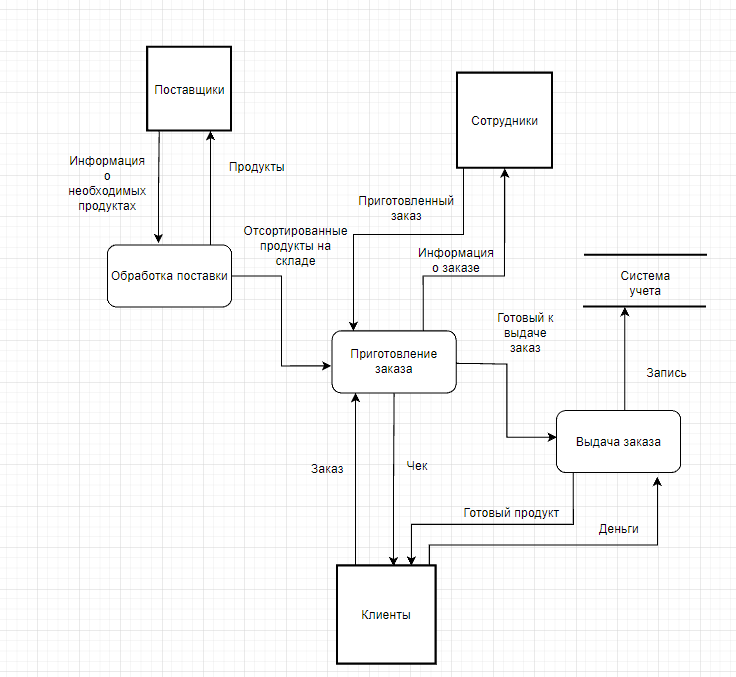 Поставщики
Сотрудники
Информация
о
необходимых
продуктах
Продукты
Приготовленный
заказ
Отсортированные
продукты на
складе
Информация
о заказе
Обработка поставки
Система
учета
Готовый к
выдаче
заказ
Приготовление
заказа
Запись
Выдача заказа
Заказ
Чек
Готовый продукт
Деньги
Клиенты